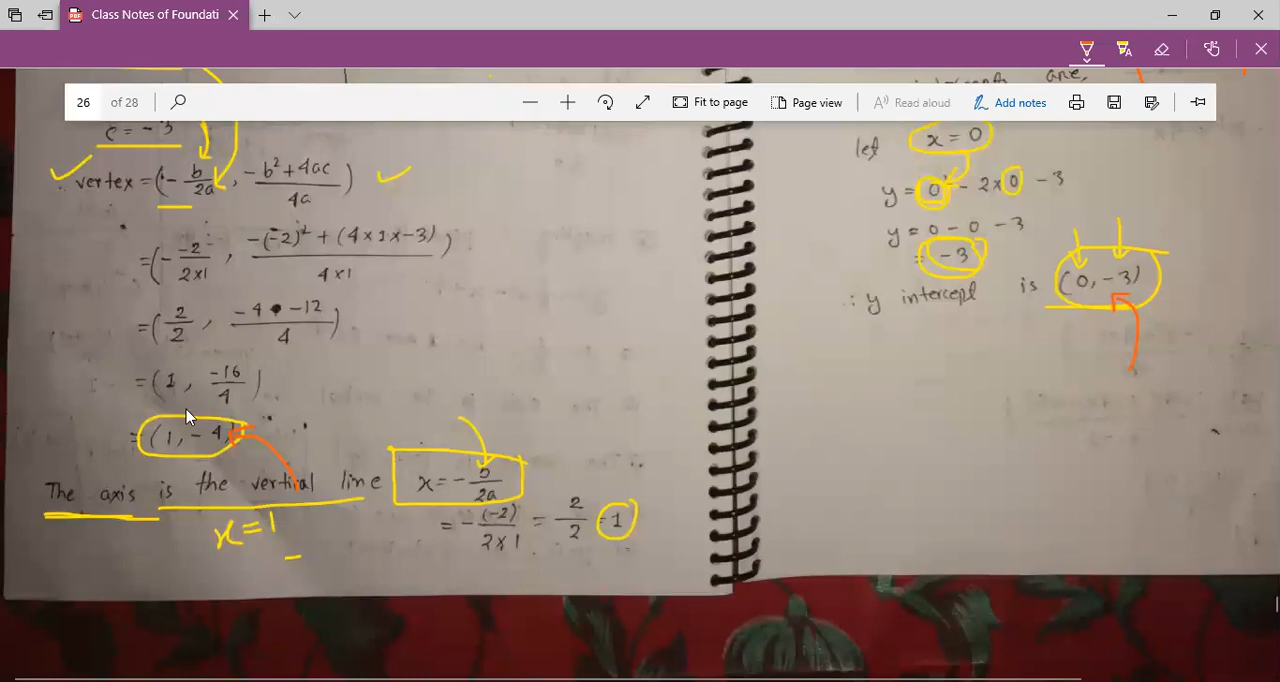 Class Notes of Foundati
26 of 28
Fit to page
Page view
Read aloud
Add notes
c = -3
∴ vertex = (-b/2a, (-b² + 4ac)/4a)
= (- -2/(2×1), (-(-2)² + (4×1×-3))/(4×1))
= (2/2, (-4 -12)/4)
= (1, -16/4)
= (1, -4)
The axis is the vertical line x = -b/2a
= -(-2)/(2×1) = 2/2 = 1
x = 1
are,
let x = 0
y = 0² - 2×0 - 3
y = 0 - 0 - 3
= -3
∴ y intercept is (0, -3)